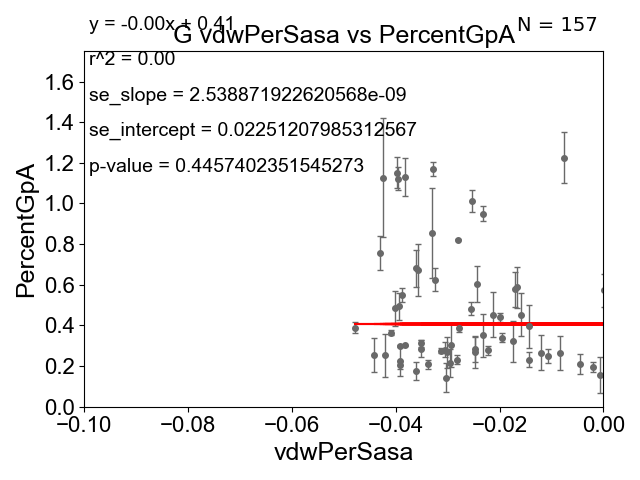 y = -0.00x + 0.41
N = 157
G vdwPerSasa vs PercentGpA
r^2 = 0.00
se_slope = 2.538871922620568e-09
se_intercept = 0.02251207985312567
p-value = 0.4457402351545273
PercentGpA
1.6
1.4
1.2
1.0
0.8
0.6
0.4
0.2
0.0
−0.10 −0.08 −0.06 −0.04 −0.02 0.00
vdwPerSasa